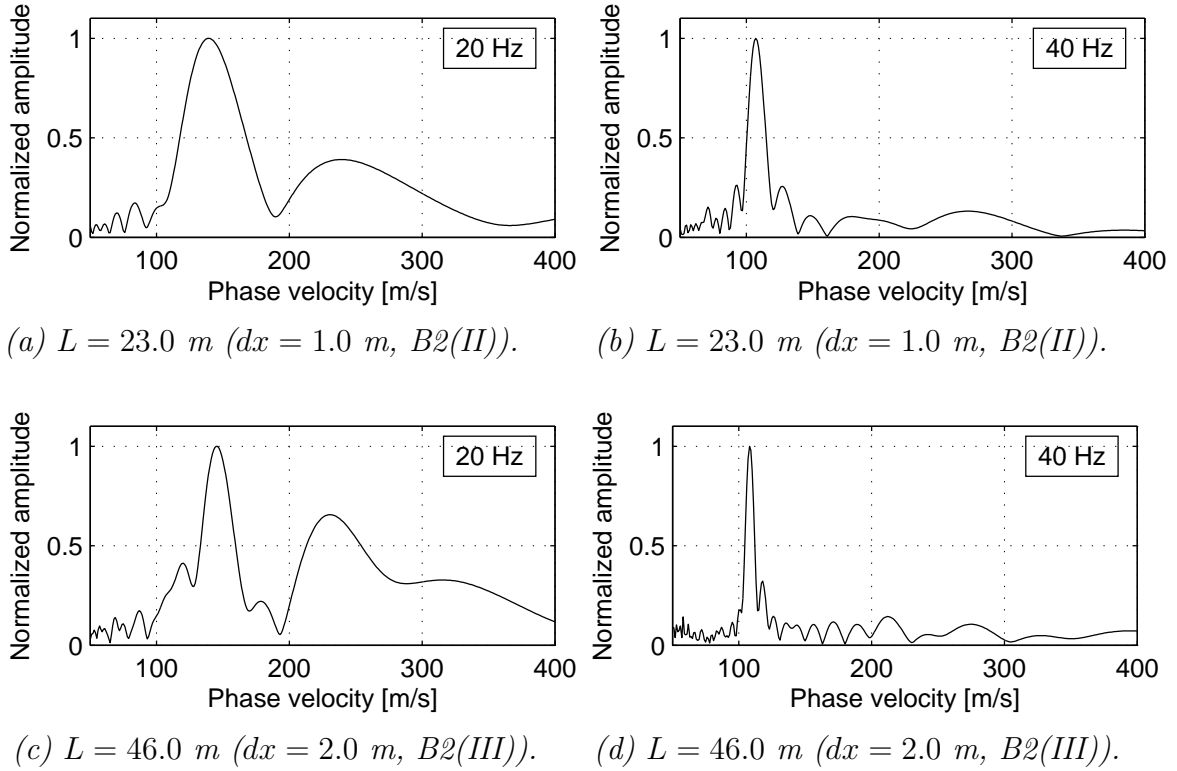 Normalized amplitude
1
0.5
0
20 Hz
100 200 300 400
Phase velocity [m/s]
(a) L = 23.0 m (dx = 1.0 m, B2(II)).
Normalized amplitude
1
0.5
0
40 Hz
100 200 300 400
Phase velocity [m/s]
(b) L = 23.0 m (dx = 1.0 m, B2(II)).
Normalized amplitude
1
0.5
0
20 Hz
100 200 300 400
Phase velocity [m/s]
(c) L = 46.0 m (dx = 2.0 m, B2(III)).
Normalized amplitude
1
0.5
0
40 Hz
100 200 300 400
Phase velocity [m/s]
(d) L = 46.0 m (dx = 2.0 m, B2(III)).